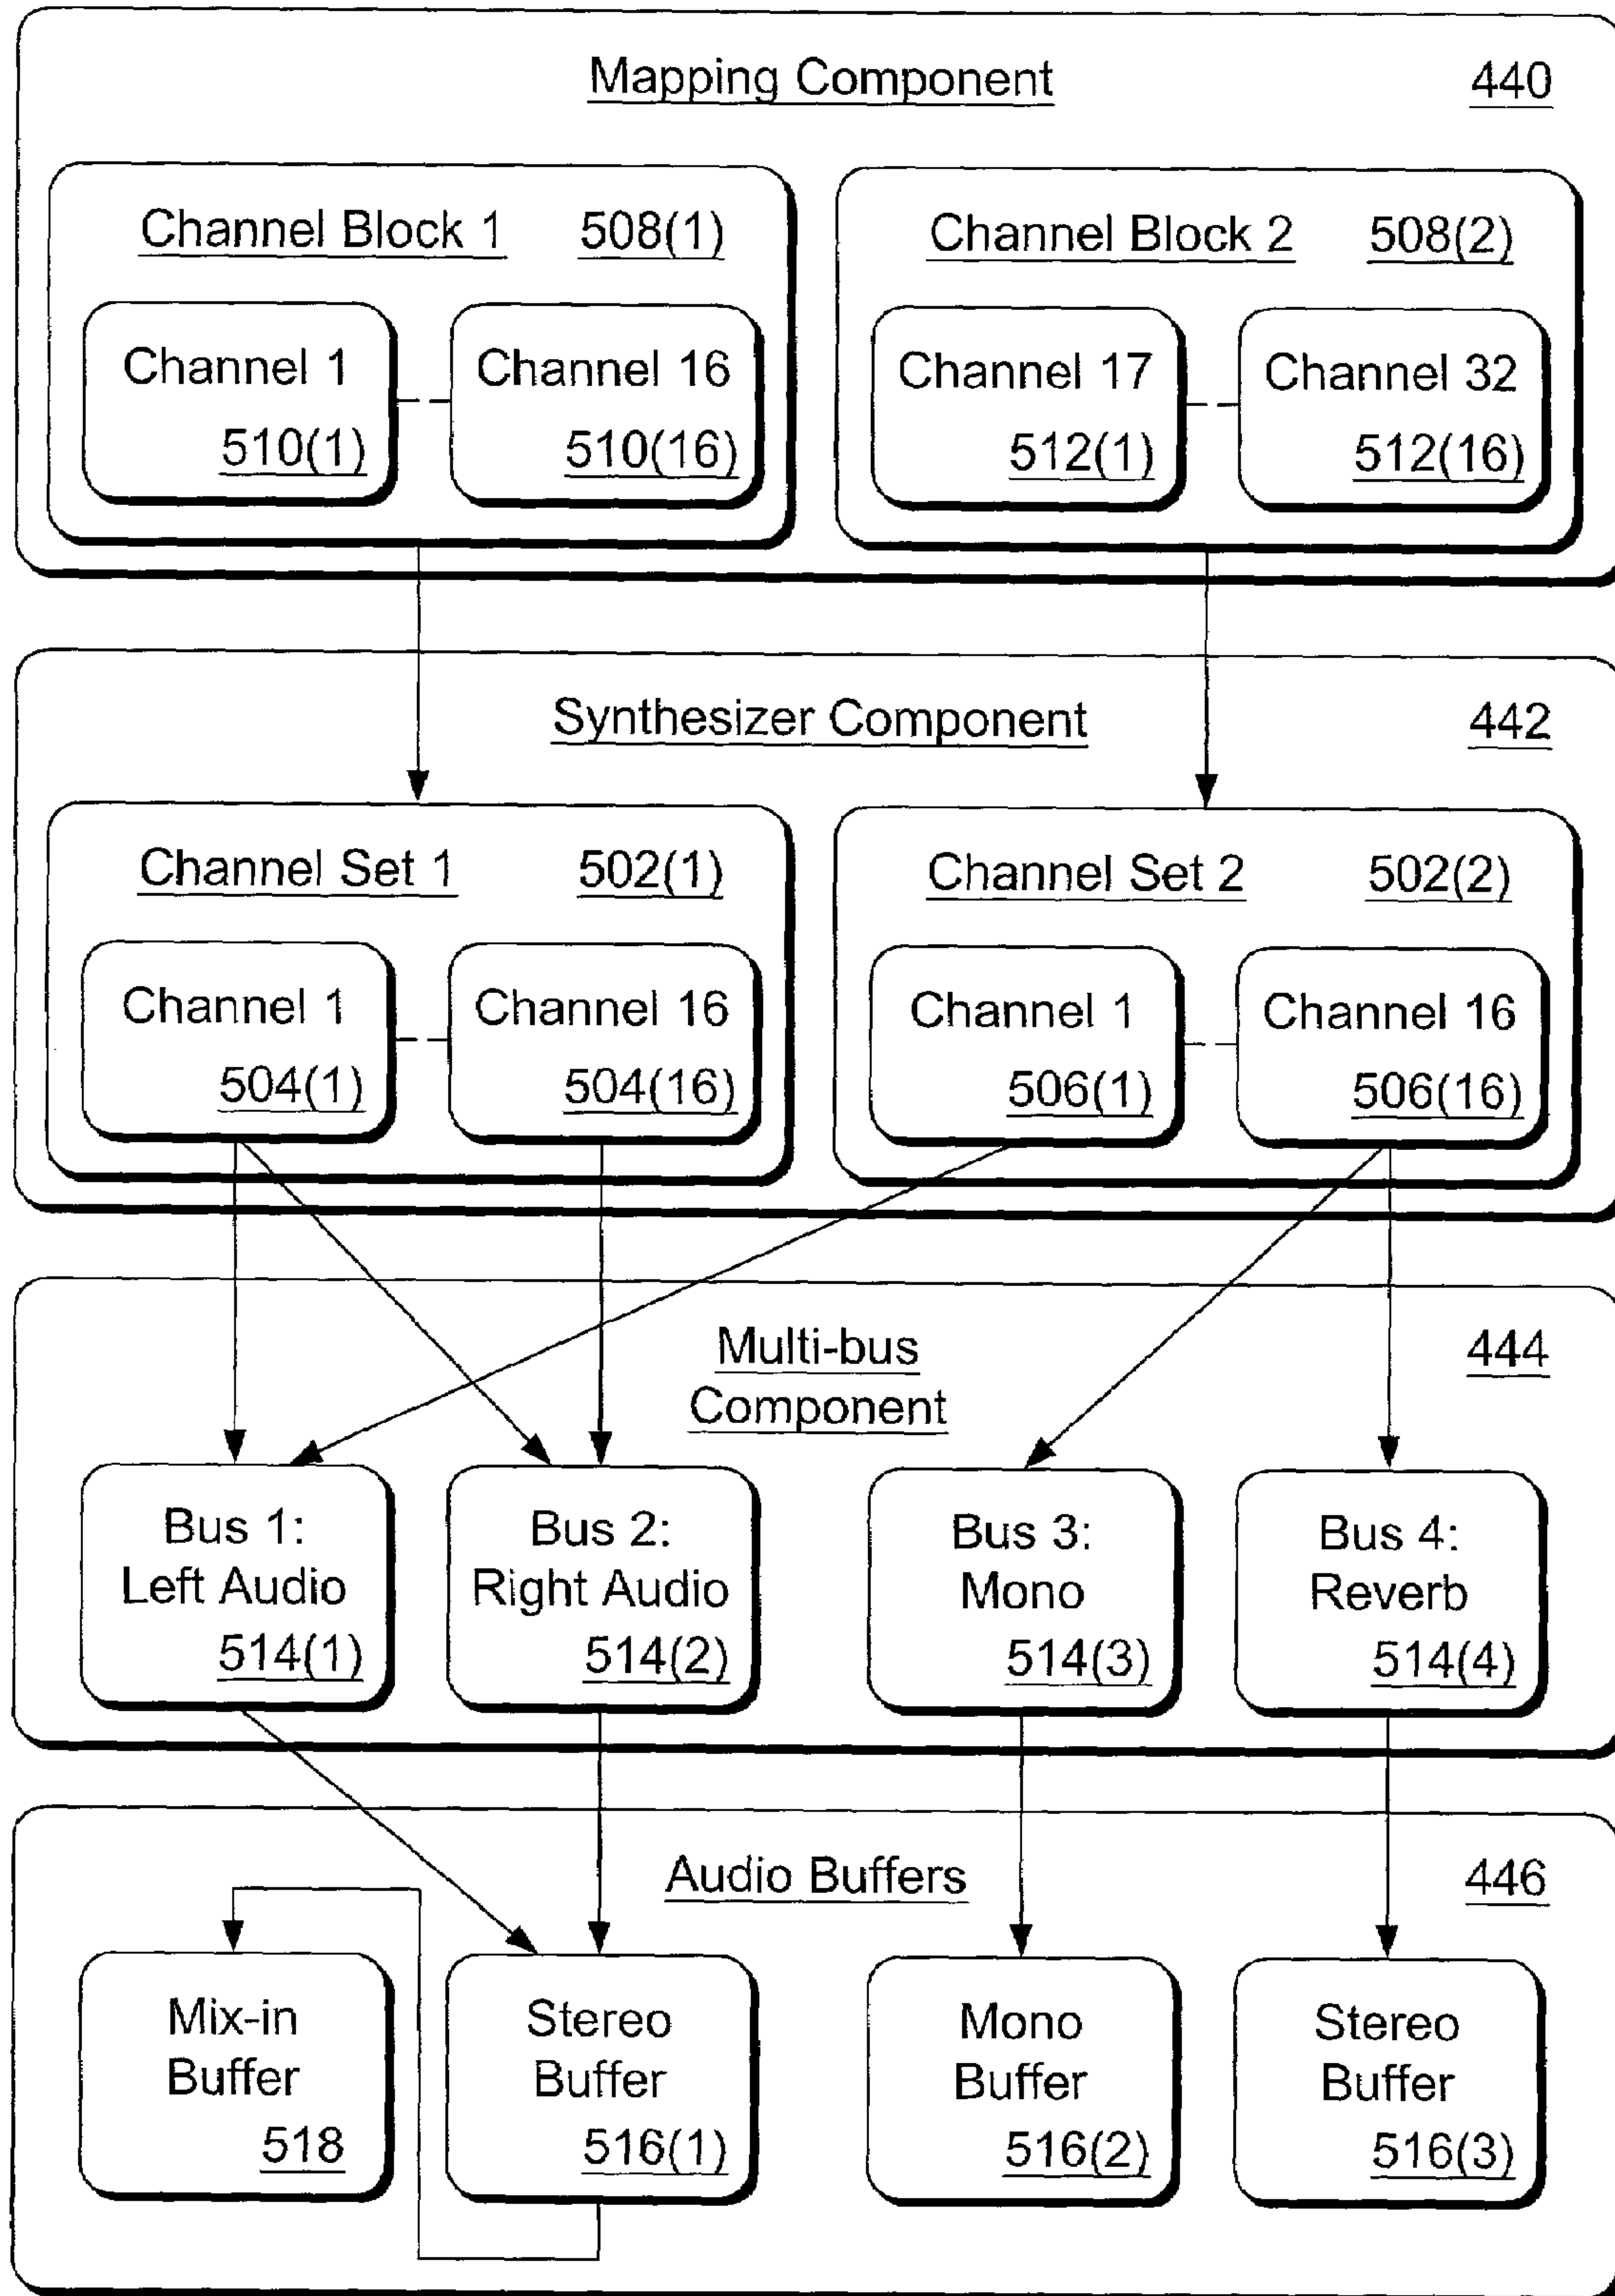 Mapping Component 440
Channel Block 1 508(1)
Channel Block 2 508(2)
Channel 1
510(1)
Channel 16
510(16)
Channel 17
512(1)
Channel 32
512(16)
Synthesizer Component 442
Channel Set 1 502(1)
Channel Set 2 502(2)
Channel 1
504(1)
Channel 16
504(16)
Channel 1
506(1)
Channel 16
506(16)
Multi-bus
Component
444
Bus 1:
Left Audio
514(1)
Bus 2:
Right Audio
514(2)
Bus 3:
Mono
514(3)
Bus 4:
Reverb
514(4)
Audio Buffers 446
Mix-in
Buffer
518
Stereo
Buffer
516(1)
Mono
Buffer
516(2)
Stereo
Buffer
516(3)